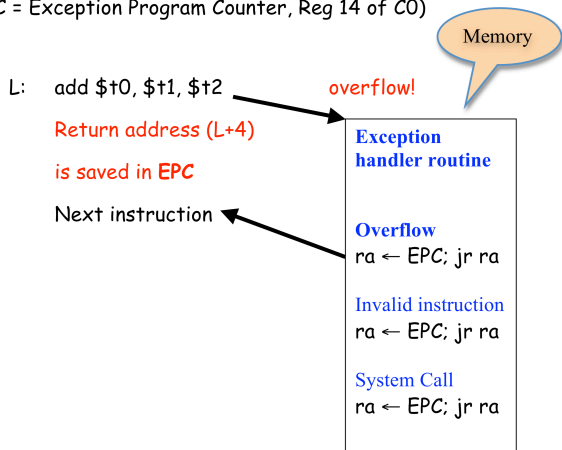 = Exception Program Counter, Reg 14 of C0)
Memory
L: add $t0, $t1, $t2 overflow!
Return address (L+4)
is saved in EPC
Next instruction
Exception
handler routine
Overflow
ra ← EPC; jr ra
Invalid instruction
ra ← EPC; jr ra
System Call
ra ← EPC; jr ra